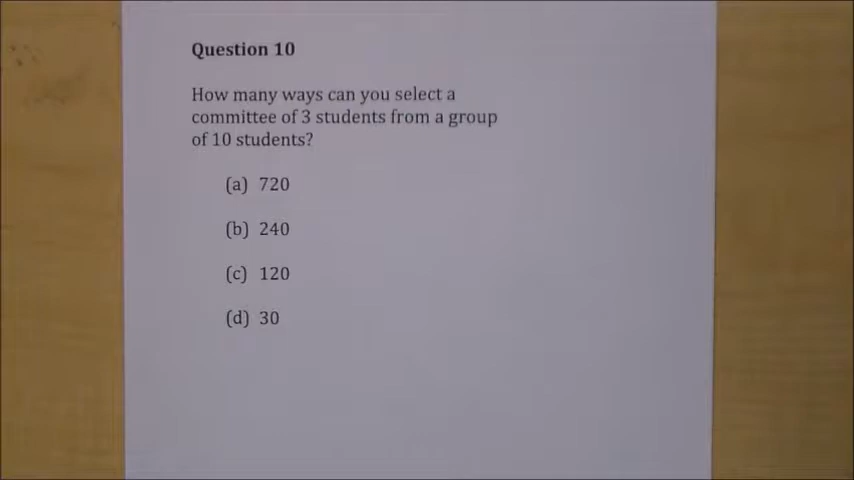 Question 10
How many ways can you select a
committee of 3 students from a group
of 10 students?
(a) 720
(b) 240
(c) 120
(d) 30